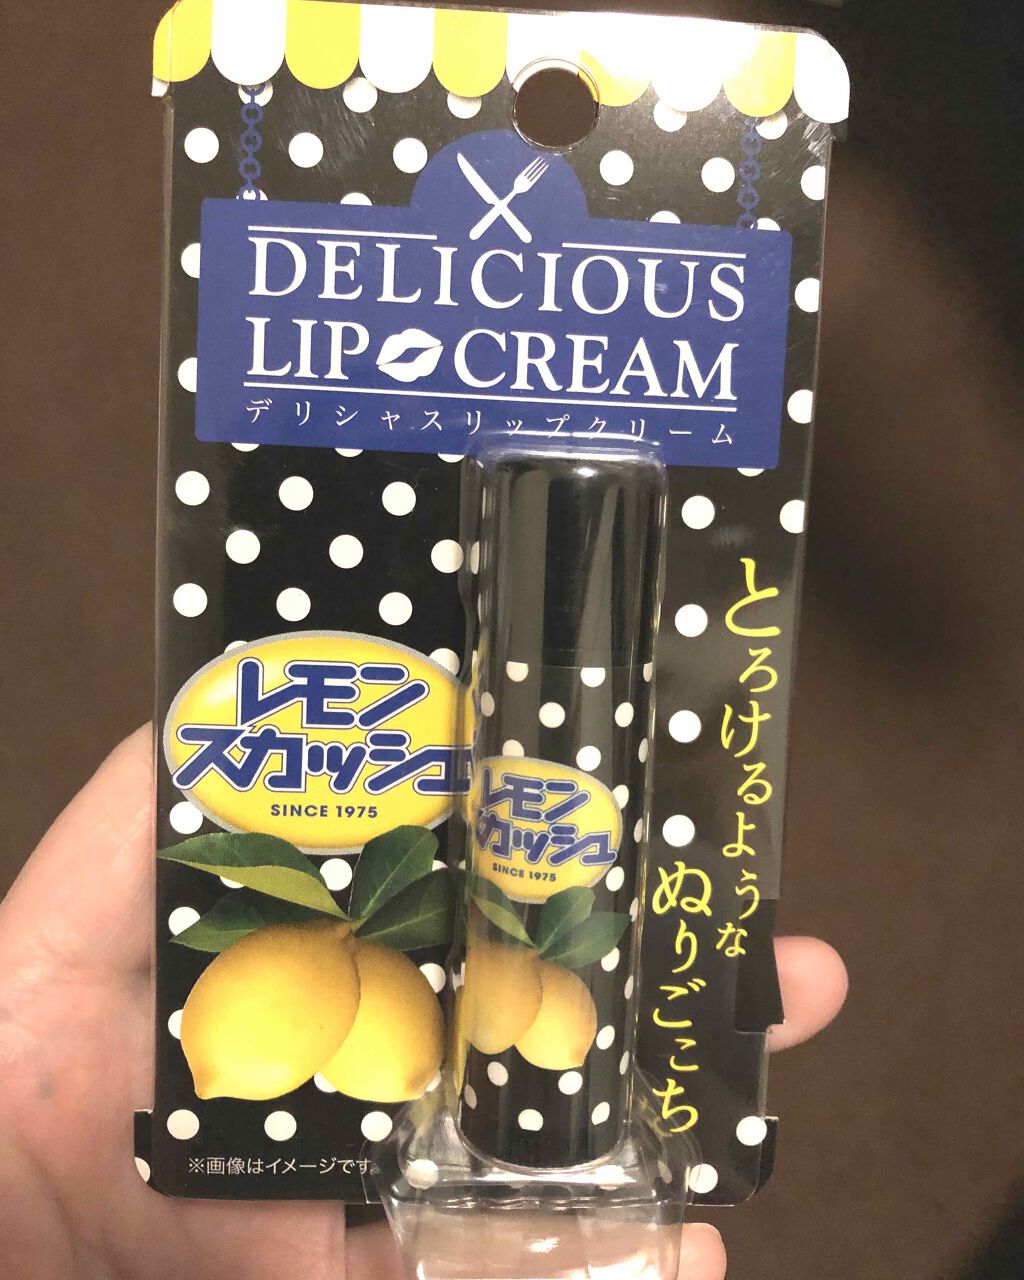 DELICIOUS
LIP CREAM
デリシャスリップクリーム
レモン
スカッシュ
SINCE 1975
レモン
スカッシュ
SINCE 1975
とろけるような
ぬりごこち
※画像はイメージです。